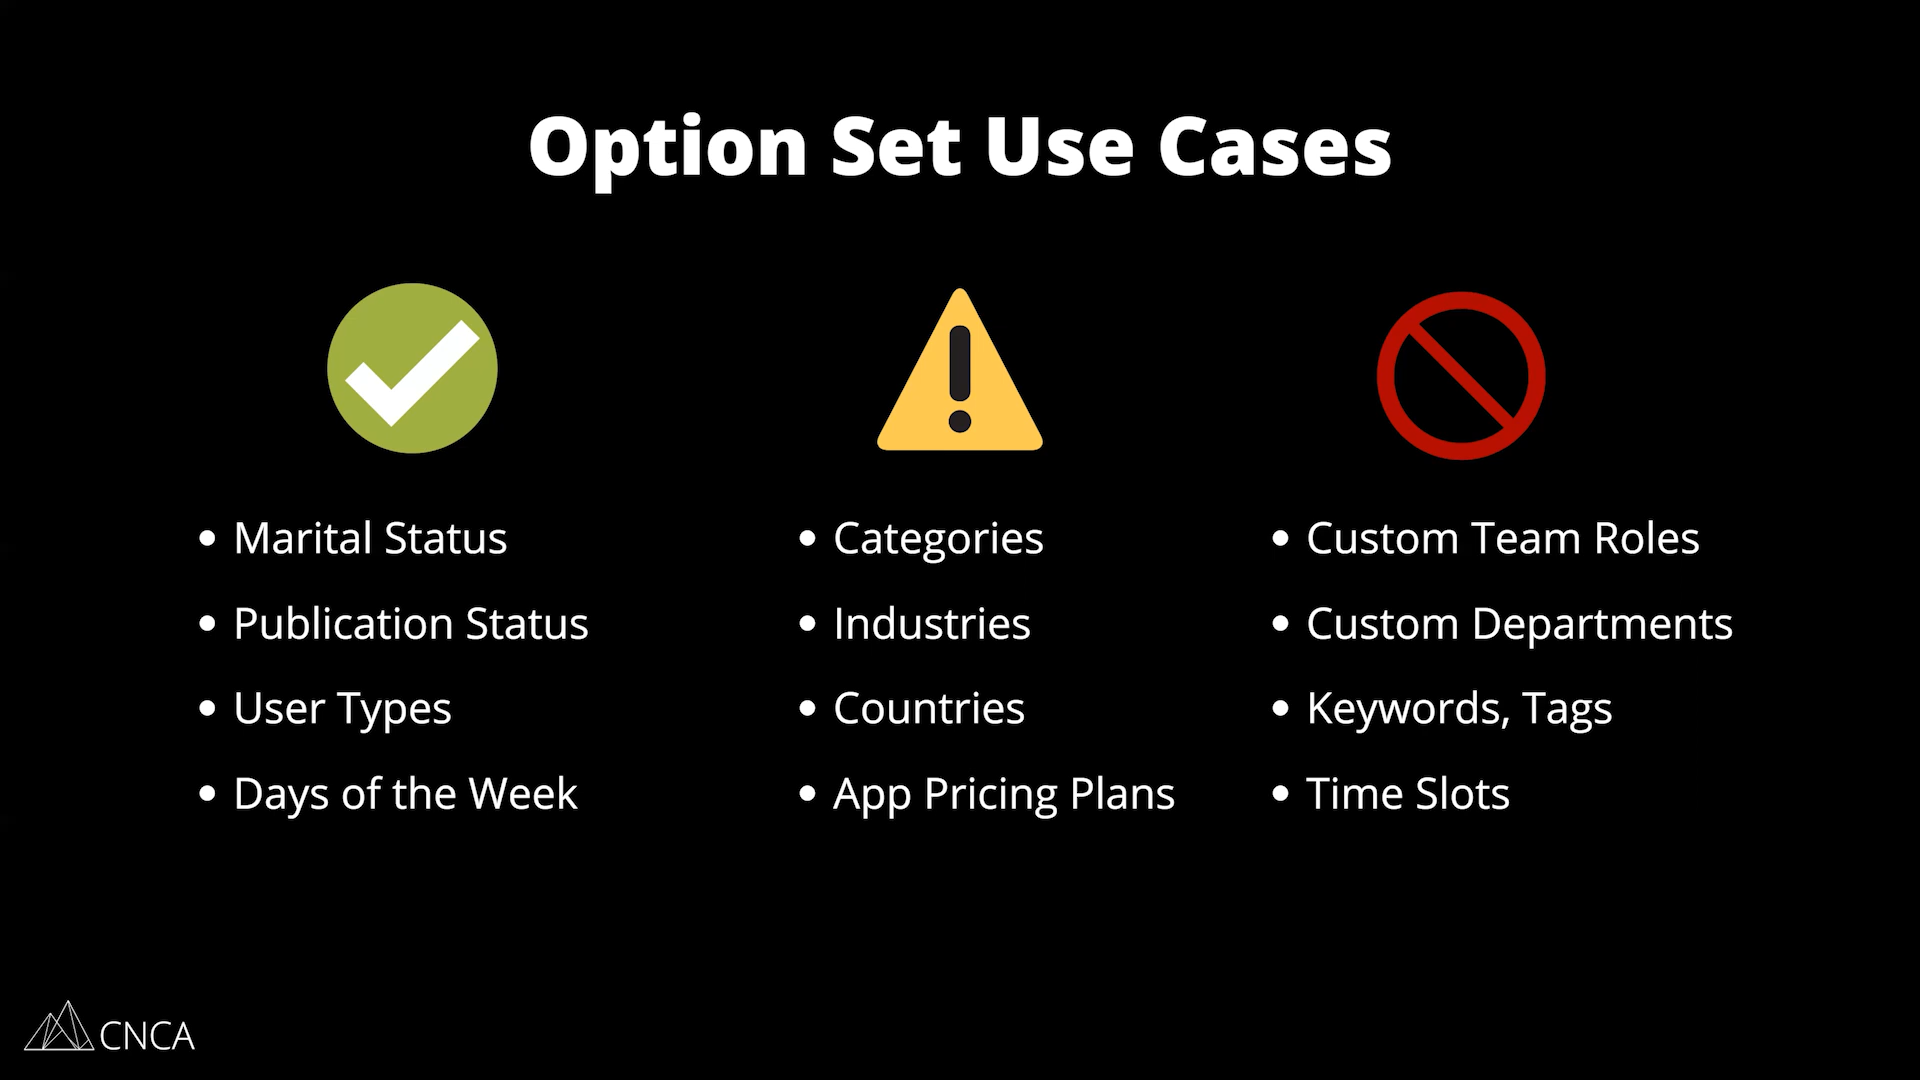 Option Set Use Cases
• Marital Status
• Publication Status
• User Types
• Days of the Week
• Categories
• Industries
• Countries
• App Pricing Plans
• Custom Team Roles
• Custom Departments
• Keywords, Tags
• Time Slots
CNCA